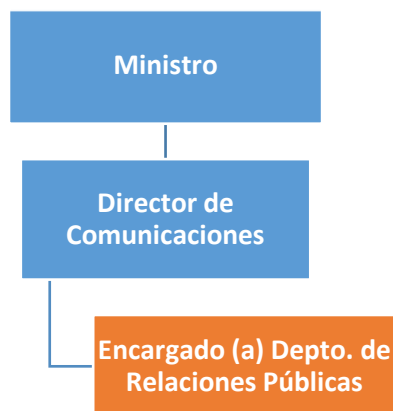 Ministro
Director de
Comunicaciones
Encargado (a) Depto. de
Relaciones Públicas